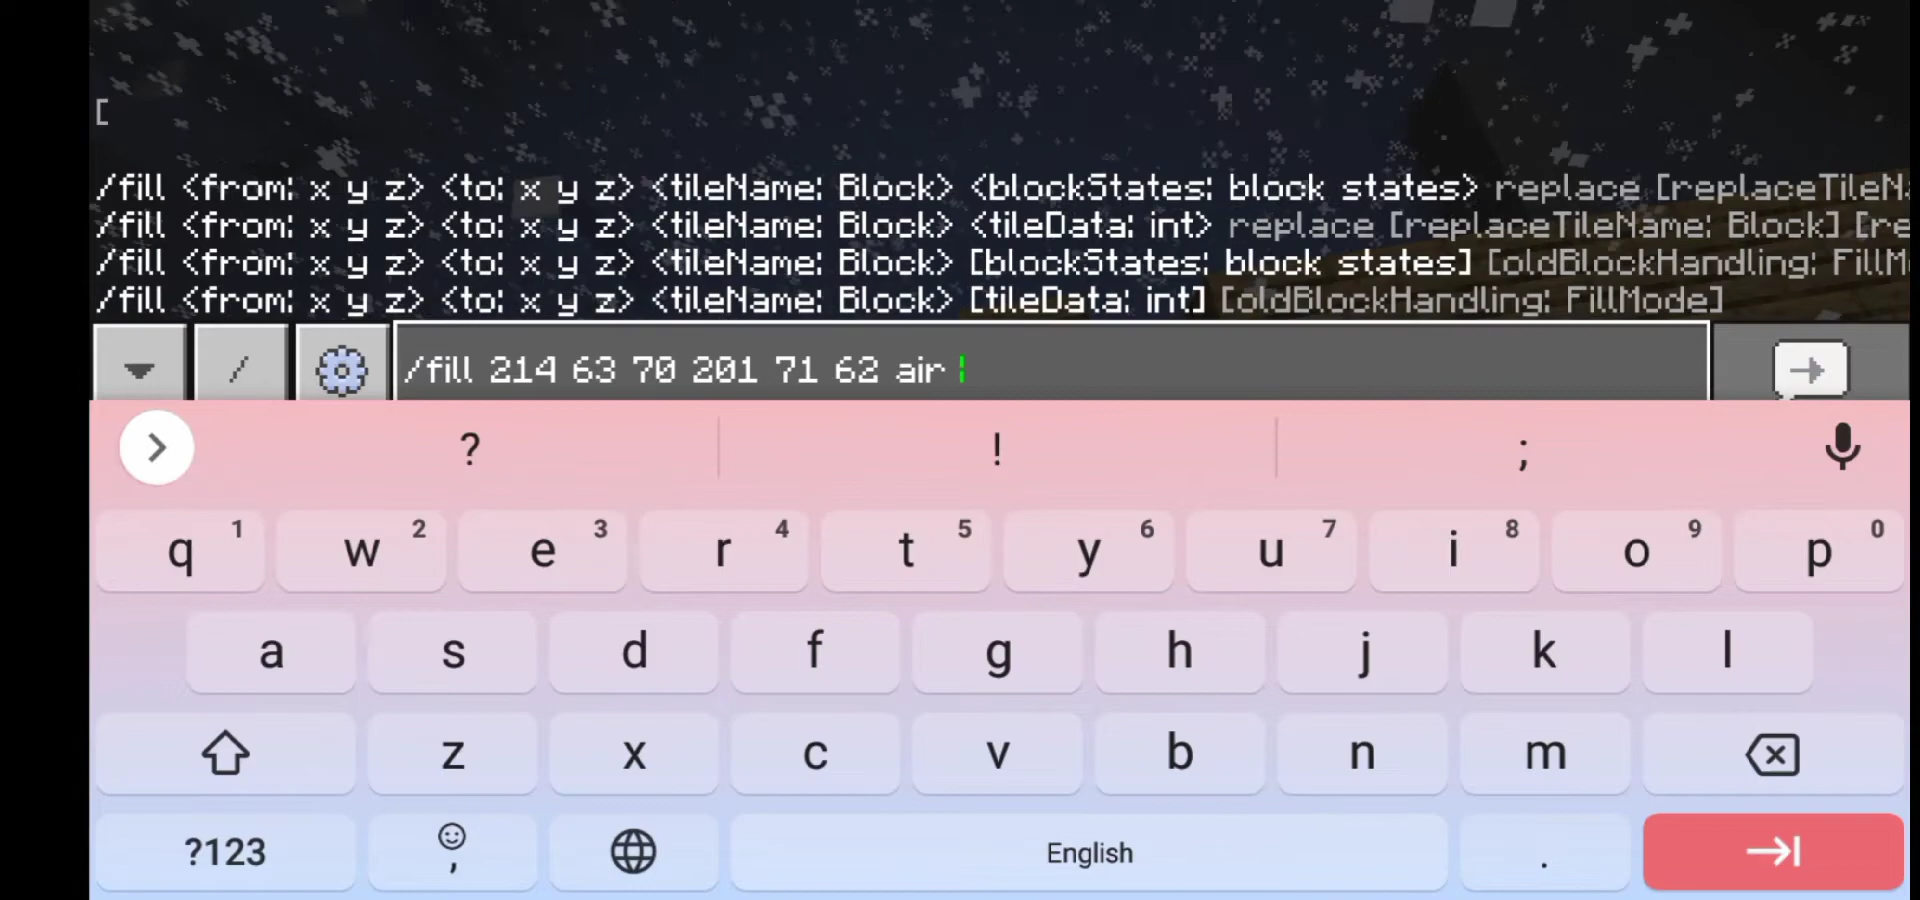 [
/fill <from: x y z> <to: x y z> <tileName: Block> <blockStates: block states> replace [replaceTileN
/fill <from: x y z> <to: x y z> <tileName: Block> <tileData: int> replace [replaceTileName: Block] [re
/fill <from: x y z> <to: x y z> <tileName: Block> [blockStates: block states] [oldBlockHandling: FillM
/fill <from: x y z> <to: x y z> <tileName: Block> [tileData: int] [oldBlockHandling: FillMode]
/ /fill 214 63 70 201 71 62 air
? ! ;
q 1 w 2 e 3 r 4 t 5 y 6 u 7 i 8 o 9 p 0
a s d f g h j k l
z x c v b n m
?123 , English .